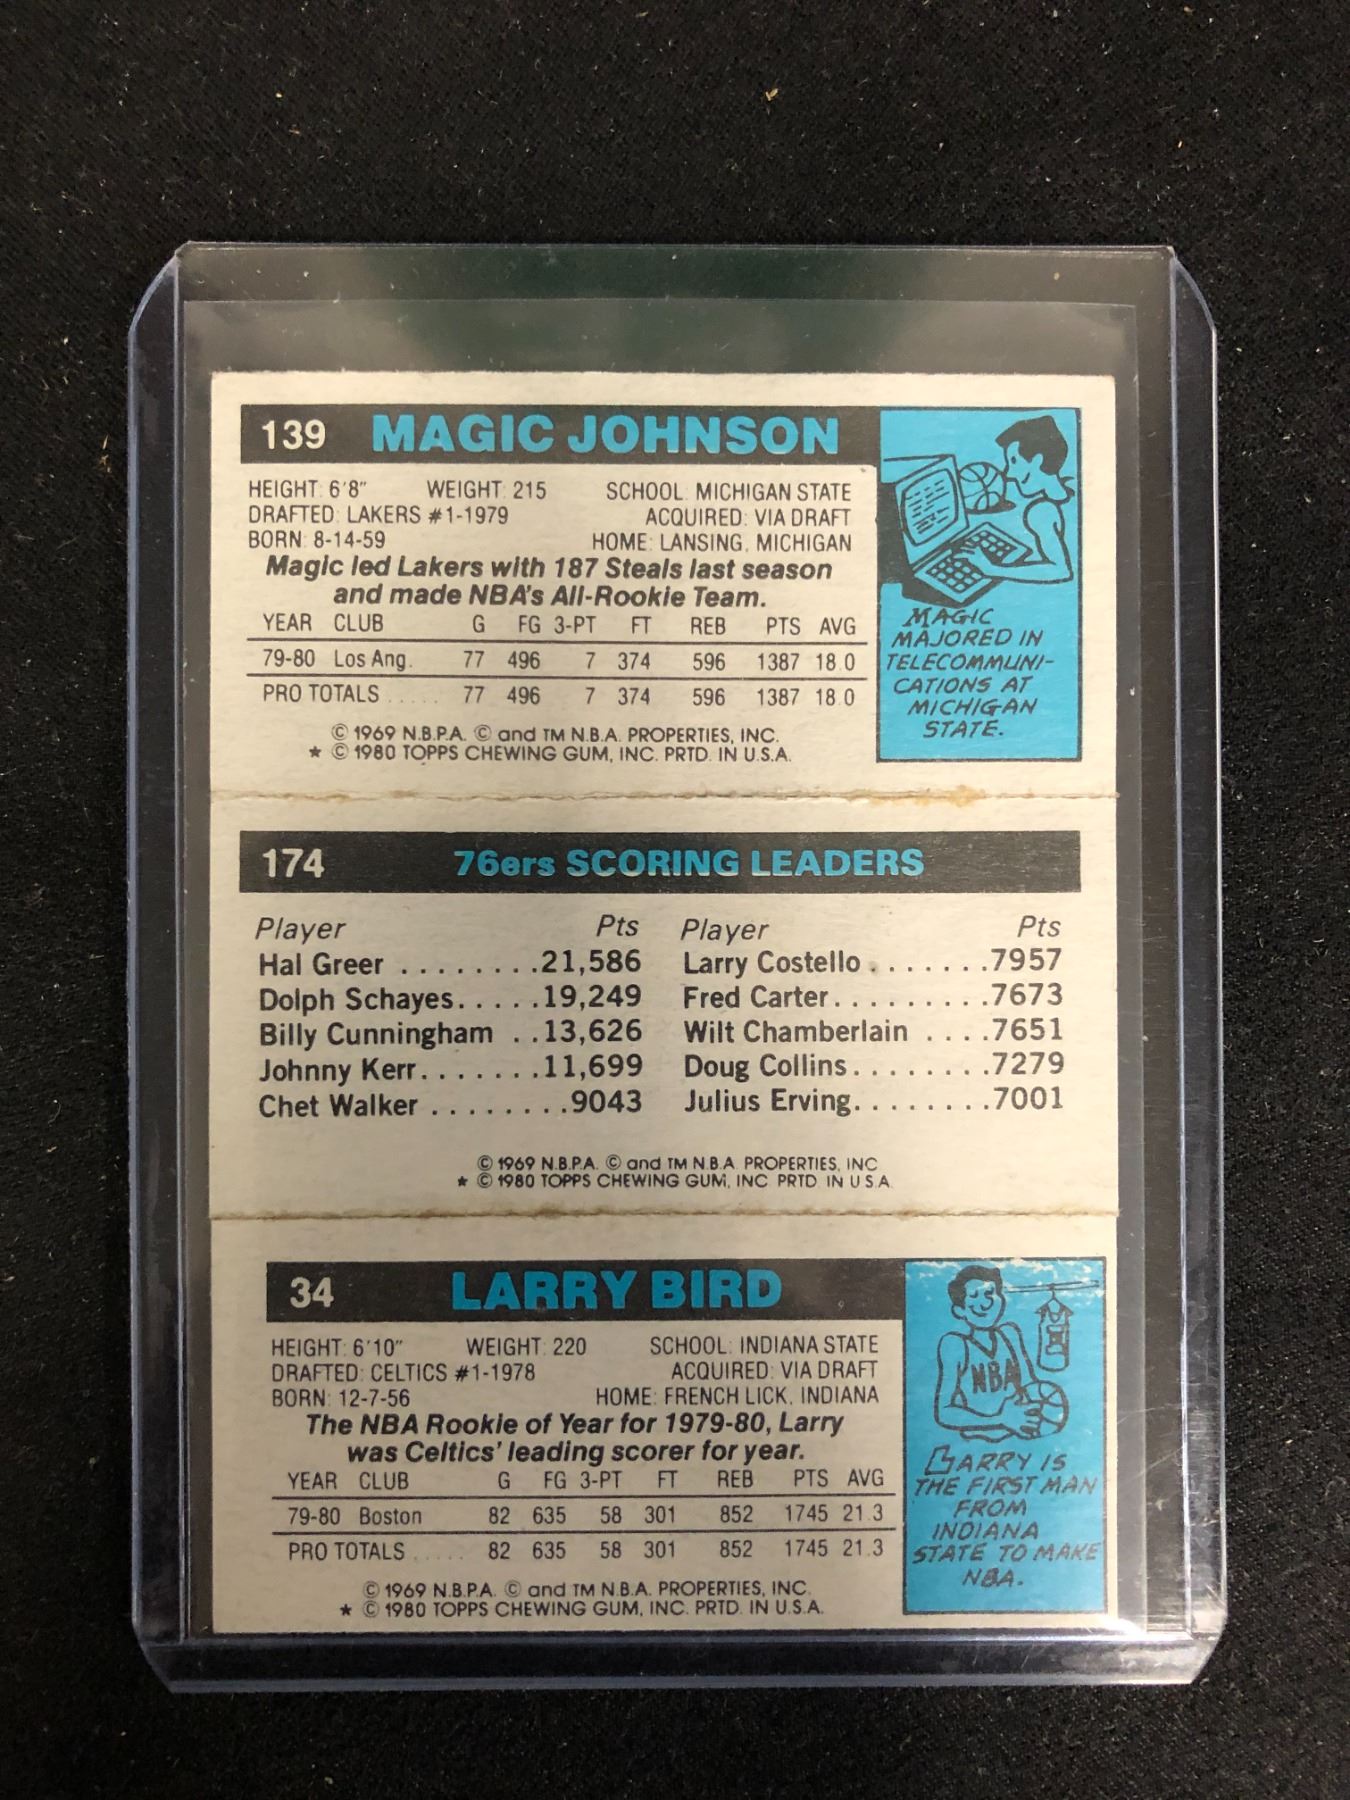 139 MAGIC JOHNSON
HEIGHT: 6'8" WEIGHT: 215 SCHOOL: MICHIGAN STATE
DRAFTED: LAKERS #1-1979 ACQUIRED: VIA DRAFT
BORN: 8-14-59 HOME: LANSING, MICHIGAN
Magic led Lakers with 187 Steals last season
and made NBA's All-Rookie Team.
YEAR CLUB G FG 3-PT FT REB PTS AVG
79-80 Los Ang. 77 496 7 374 596 1387 18.0
PRO TOTALS ..... 77 496 7 374 596 1387 18.0
© 1969 N.B.P.A. © and TM N.B.A. PROPERTIES, INC.
★ © 1980 TOPPS CHEWING GUM, INC. PRTD. IN U.S.A.
MAGIC
MAJORED IN
TELECOMMUNI-
CATIONS AT
MICHIGAN
STATE.
174 76ers SCORING LEADERS
Player Pts Player Pts
Hal Greer ........21,586 Larry Costello.......7957
Dolph Schayes.....19,249 Fred Carter.........7673
Billy Cunningham ..13,626 Wilt Chamberlain ....7651
Johnny Kerr.......11,699 Doug Collins........7279
Chet Walker ........9043 Julius Erving........7001
© 1969 N.B.P.A. © and TM N.B.A. PROPERTIES, INC
★ © 1980 TOPPS CHEWING GUM, INC PRTD IN U S A
34 LARRY BIRD
HEIGHT: 6'10" WEIGHT: 220 SCHOOL: INDIANA STATE
DRAFTED: CELTICS #1-1978 ACQUIRED: VIA DRAFT
BORN: 12-7-56 HOME: FRENCH LICK, INDIANA
The NBA Rookie of Year for 1979-80, Larry
was Celtics' leading scorer for year.
YEAR CLUB G FG 3-PT FT REB PTS AVG
79-80 Boston 82 635 58 301 852 1745 21.3
PRO TOTALS ..... 82 635 58 301 852 1745 21.3
© 1969 N.B.P.A. © and TM N.B.A. PROPERTIES, INC.
★ © 1980 TOPPS CHEWING GUM, INC. PRTD. IN U.S.A.
NBA
LARRY IS
THE FIRST MAN
FROM
INDIANA
STATE TO MAKE
NBA.